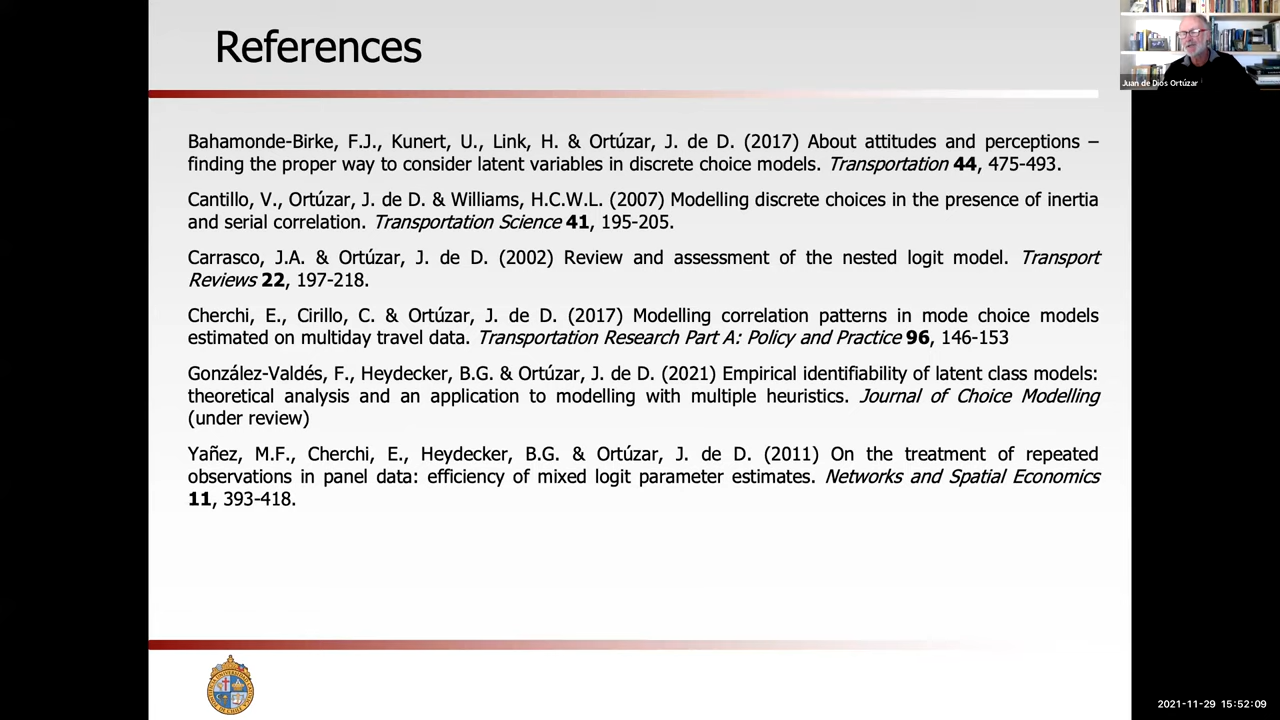 References
Juan de Dios Ortúzar
Bahamonde-Birke, F.J., Kunert, U., Link, H. & Ortúzar, J. de D. (2017) About attitudes and perceptions –
finding the proper way to consider latent variables in discrete choice models. Transportation 44, 475-493.
Cantillo, V., Ortúzar, J. de D. & Williams, H.C.W.L. (2007) Modelling discrete choices in the presence of inertia
and serial correlation. Transportation Science 41, 195-205.
Carrasco, J.A. & Ortúzar, J. de D. (2002) Review and assessment of the nested logit model. Transport
Reviews 22, 197-218.
Cherchi, E., Cirillo, C. & Ortúzar, J. de D. (2017) Modelling correlation patterns in mode choice models
estimated on multiday travel data. Transportation Research Part A: Policy and Practice 96, 146-153
González-Valdés, F., Heydecker, B.G. & Ortúzar, J. de D. (2021) Empirical identifiability of latent class models:
theoretical analysis and an application to modelling with multiple heuristics. Journal of Choice Modelling
(under review)
Yañez, M.F., Cherchi, E., Heydecker, B.G. & Ortúzar, J. de D. (2011) On the treatment of repeated
observations in panel data: efficiency of mixed logit parameter estimates. Networks and Spatial Economics
11, 393-418.
2021-11-29 15:52:09